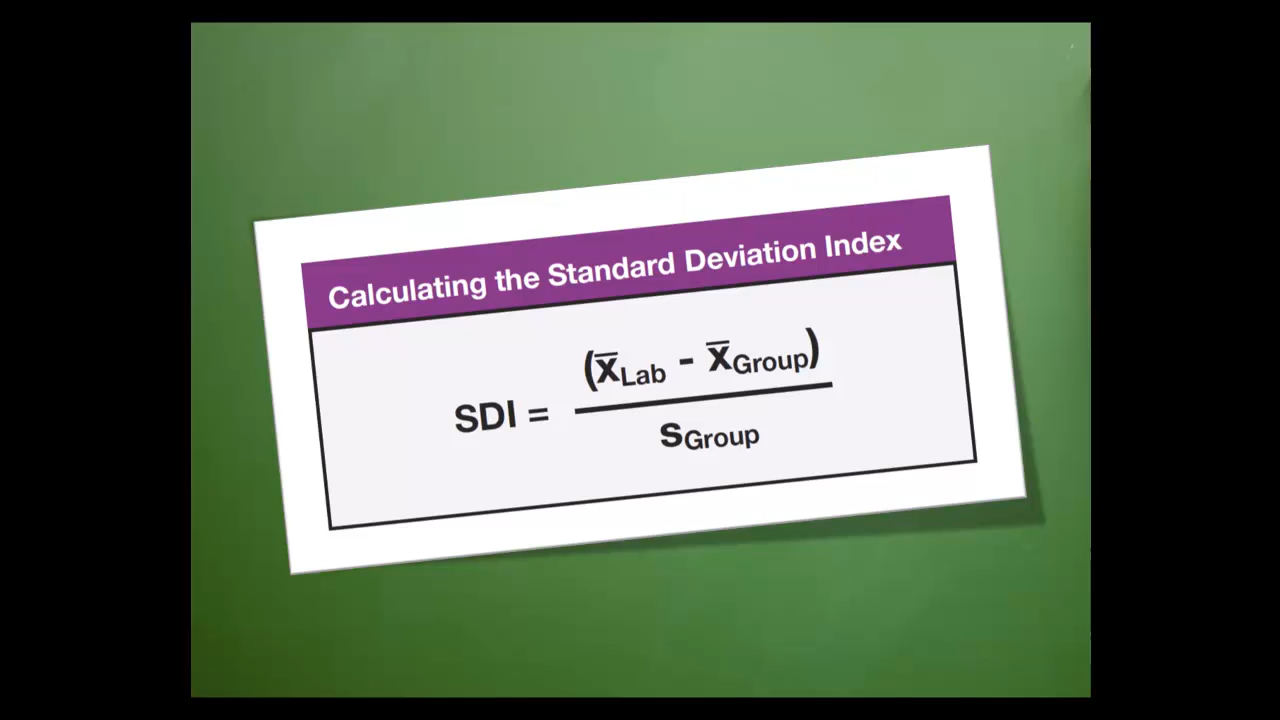 Calculating the Standard Deviation Index
SDI = (x̅Lab - x̅Group)
sGroup